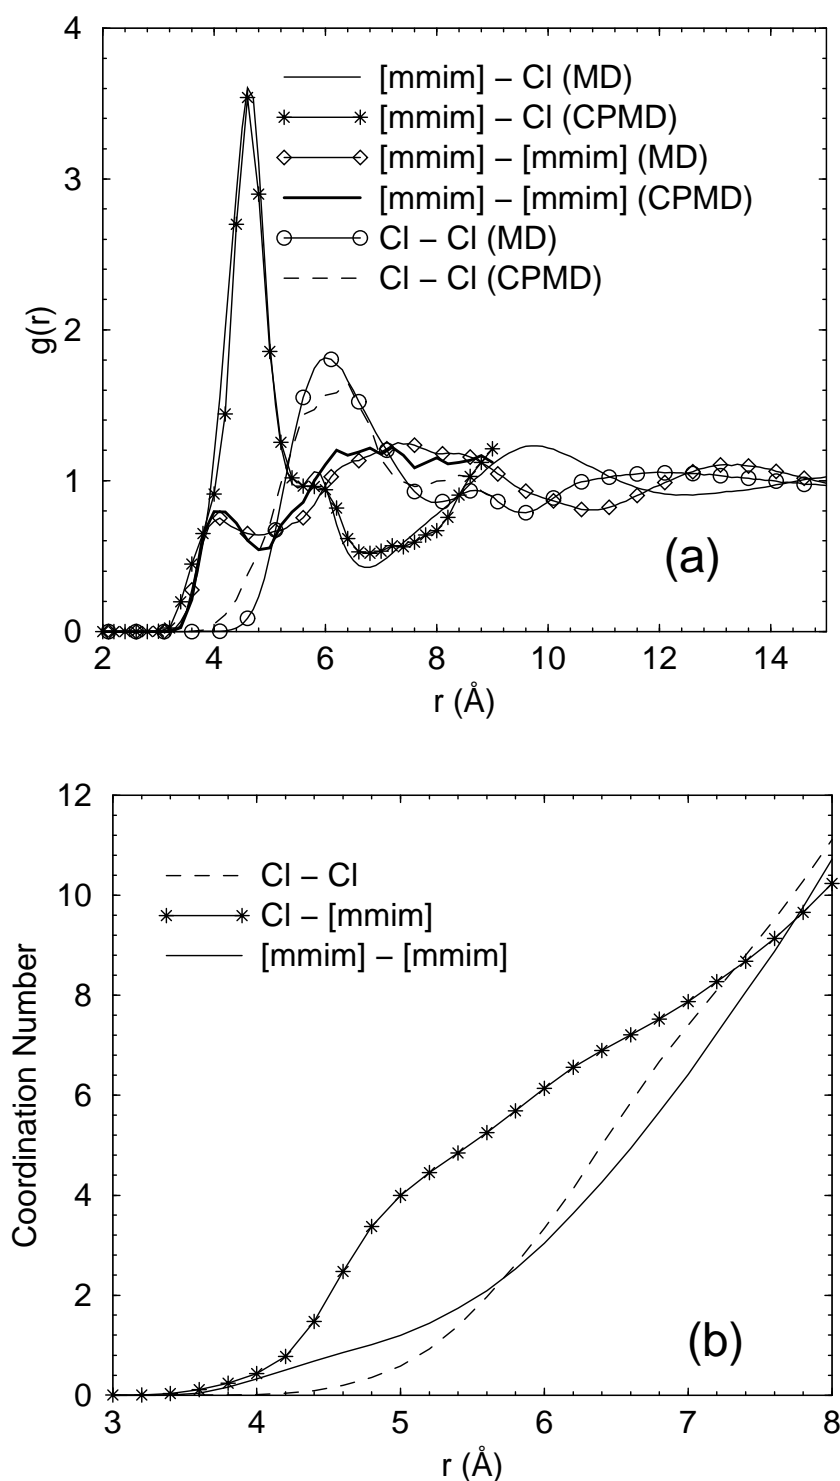 4
[mmim] – Cl (MD)
[mmim] – Cl (CPMD)
3
[mmim] – [mmim] (MD)
[mmim] – [mmim] (CPMD)
Cl – Cl (MD)
Cl – Cl (CPMD)
g(r)
2
1
(a)
0
2 4 6 8 10 12 14
r (Å)
12
Cl – Cl
10
Cl – [mmim]
[mmim] – [mmim]
8
Coordination Number
6
4
2
(b)
0
3 4 5 6 7 8
r (Å)